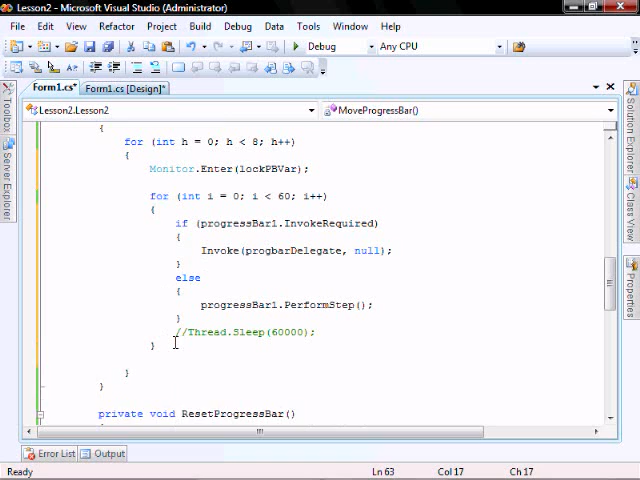 Lesson2 - Microsoft Visual Studio (Administrator)
File Edit View Refactor Project Build Debug Data Tools Window Help
Debug Any CPU
Form1.cs* Form1.cs [Design]*
Lesson2.Lesson2 MoveProgressBar()
{
for (int h = 0; h < 8; h++)
{
Monitor.Enter(lockPBVar);
for (int i = 0; i < 60; i++)
{
if (progressBar1.InvokeRequired)
{
Invoke(progbarDelegate, null);
}
else
{
progressBar1.PerformStep();
}
//Thread.Sleep(60000);
}
}
}
private void ResetProgressBar()
Toolbox
Server Explorer
Solution Explorer
Class View
Properties
Error List Output
Ready Ln 63 Col 17 Ch 17